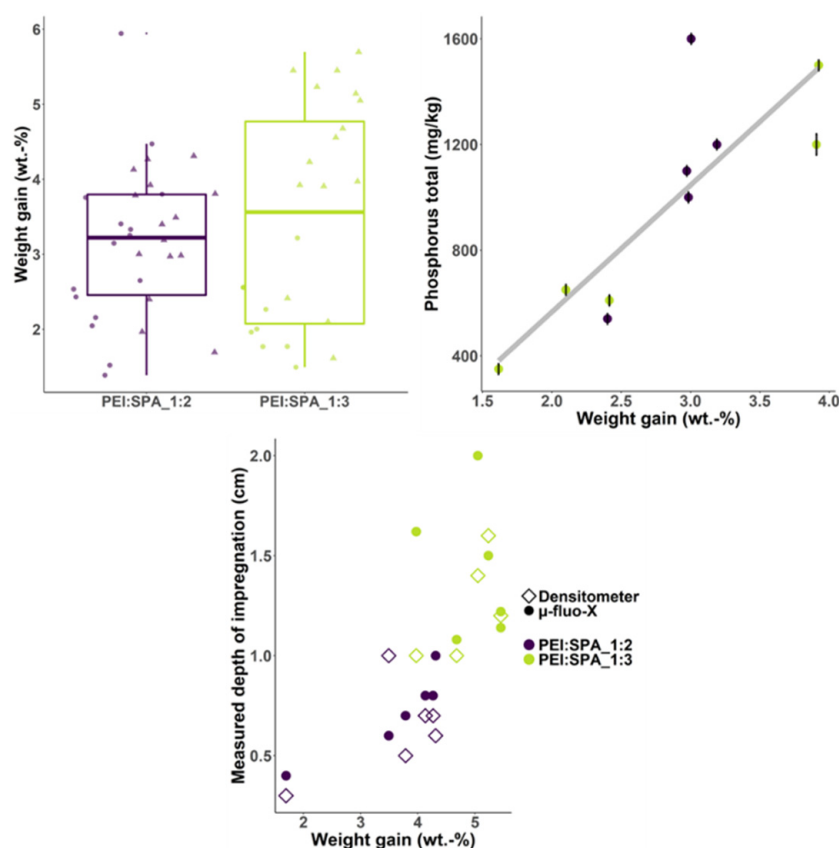 Weight gain (wt.-%)
6
5
4
3
2
PEI:SPA_1:2
PEI:SPA_1:3
Phosphorus total (mg/kg)
1600
1200
800
400
1.5
2.0
2.5
3.0
3.5
4.0
Weight gain (wt.-%)
Measured depth of impregnation (cm)
2.0
1.5
1.0
0.5
2
3
4
5
Weight gain (wt.-%)
Densitometer
µ-fluo-X
PEI:SPA_1:2
PEI:SPA_1:3